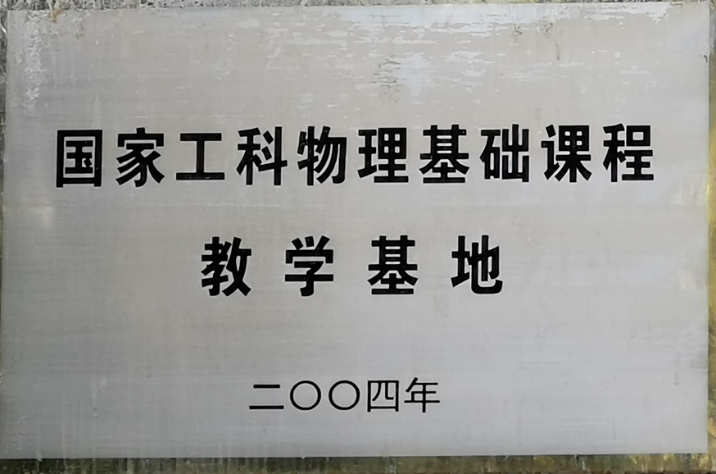 国家工科物理基础课程
教学基地
二〇〇四年